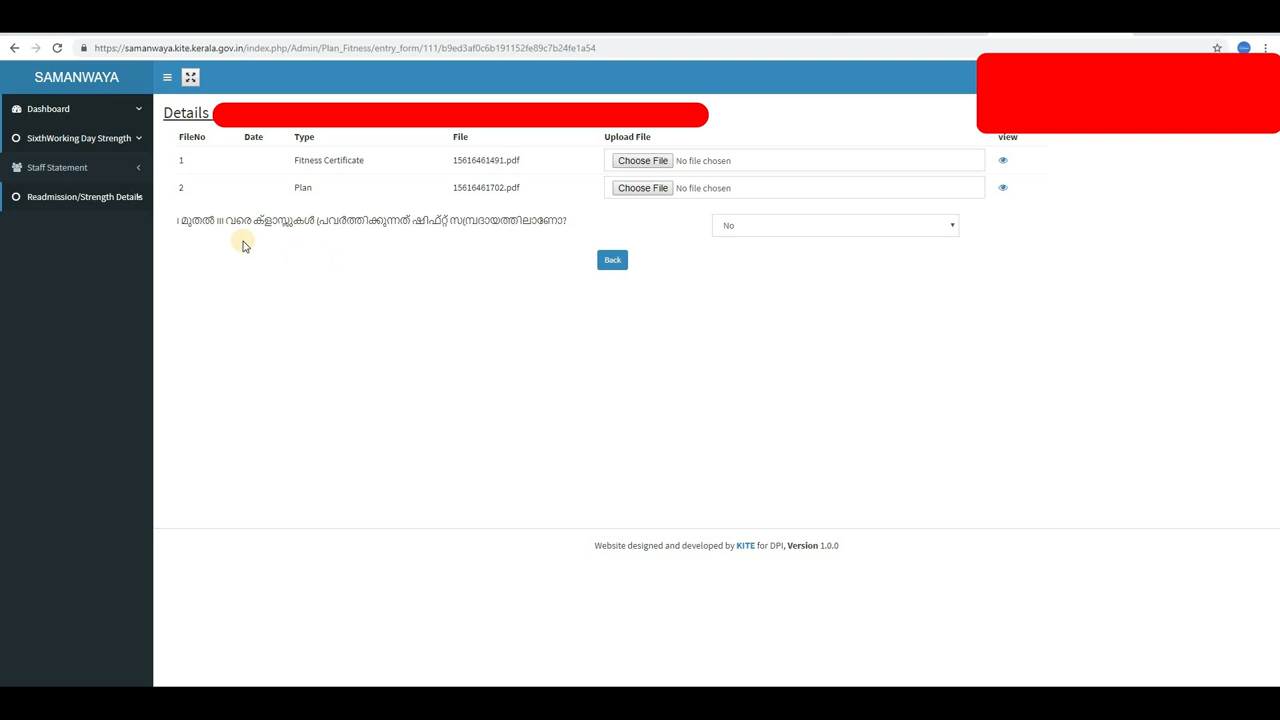 https://samanwaya.kite.kerala.gov.in/index.php/Admin/Plan_Fitness/entry_form/111/b9ed3af0c6b191152fe89c7b24fe1a54
SAMANWAYA
Dashboard
SixthWorking Day Strength
Staff Statement
Readmission/Strength Details
Details
FileNo Date Type File Upload File view
1 Fitness Certificate 15616461491.pdf Choose File No file chosen
2 Plan 15616461702.pdf Choose File No file chosen
I മുതൽ III വരെ ക്ളാസ്സുകൾ പ്രവർത്തിക്കുന്നത് ഷിഫ്റ്റ് സമ്പ്രദായത്തിലാണോ? No
Back
Website designed and developed by KITE for DPI, Version 1.0.0